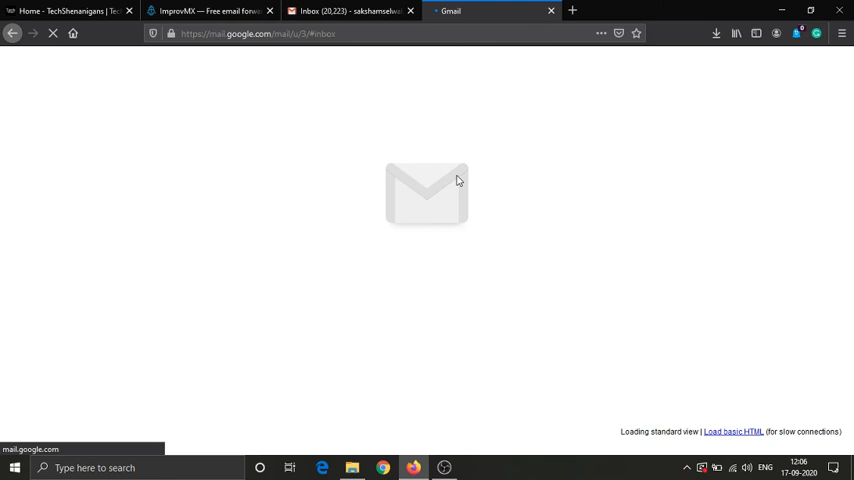 Home - TechShenanigans | Tec
ImprovMX — Free email forwa
Inbox (20,223) - sakshamselwa
Gmail
https://mail.google.com/mail/u/3/#inbox
0
Loading standard view | Load basic HTML (for slow connections)
mail.google.com
Type here to search
ENG
12:06
17-09-2020